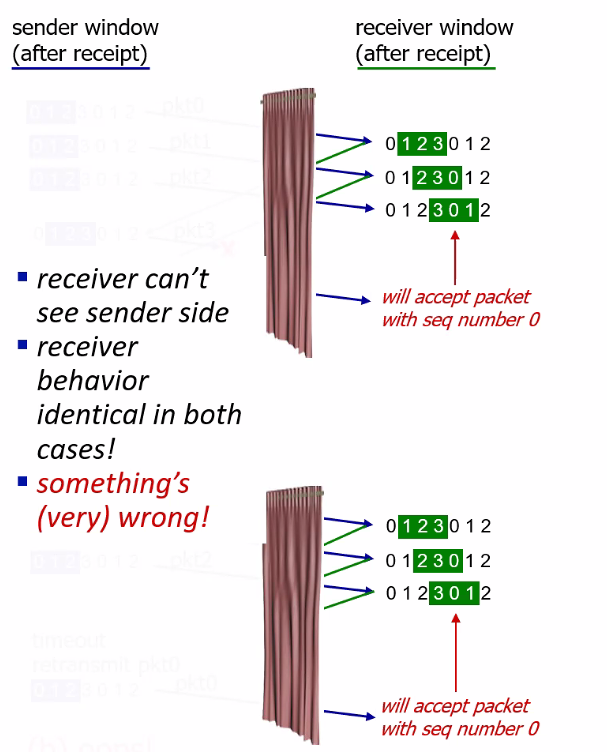 sender window
(after receipt)
receiver window
(after receipt)
0 1 2 3 0 1 2 pkt0
0 1 2 3 0 1 2 pkt1
0 1 2 3 0 1 2 pkt2
0 1 2 3 0 1 2 pkt3
0 1 2 3 0 1 2
0 1 2 3 0 1 2
0 1 2 3 0 1 2
will accept packet
with seq number 0
receiver can't
see sender side
receiver
behavior
identical in both
cases!
something's
(very) wrong!
0 1 2 3 0 1 2
0 1 2 3 0 1 2
0 1 2 3 0 1 2
0 1 2 3 0 1 2 pkt2
timeout
retransmit pkt0
0 1 2 3 0 1 2 pkt0
will accept packet
with seq number 0